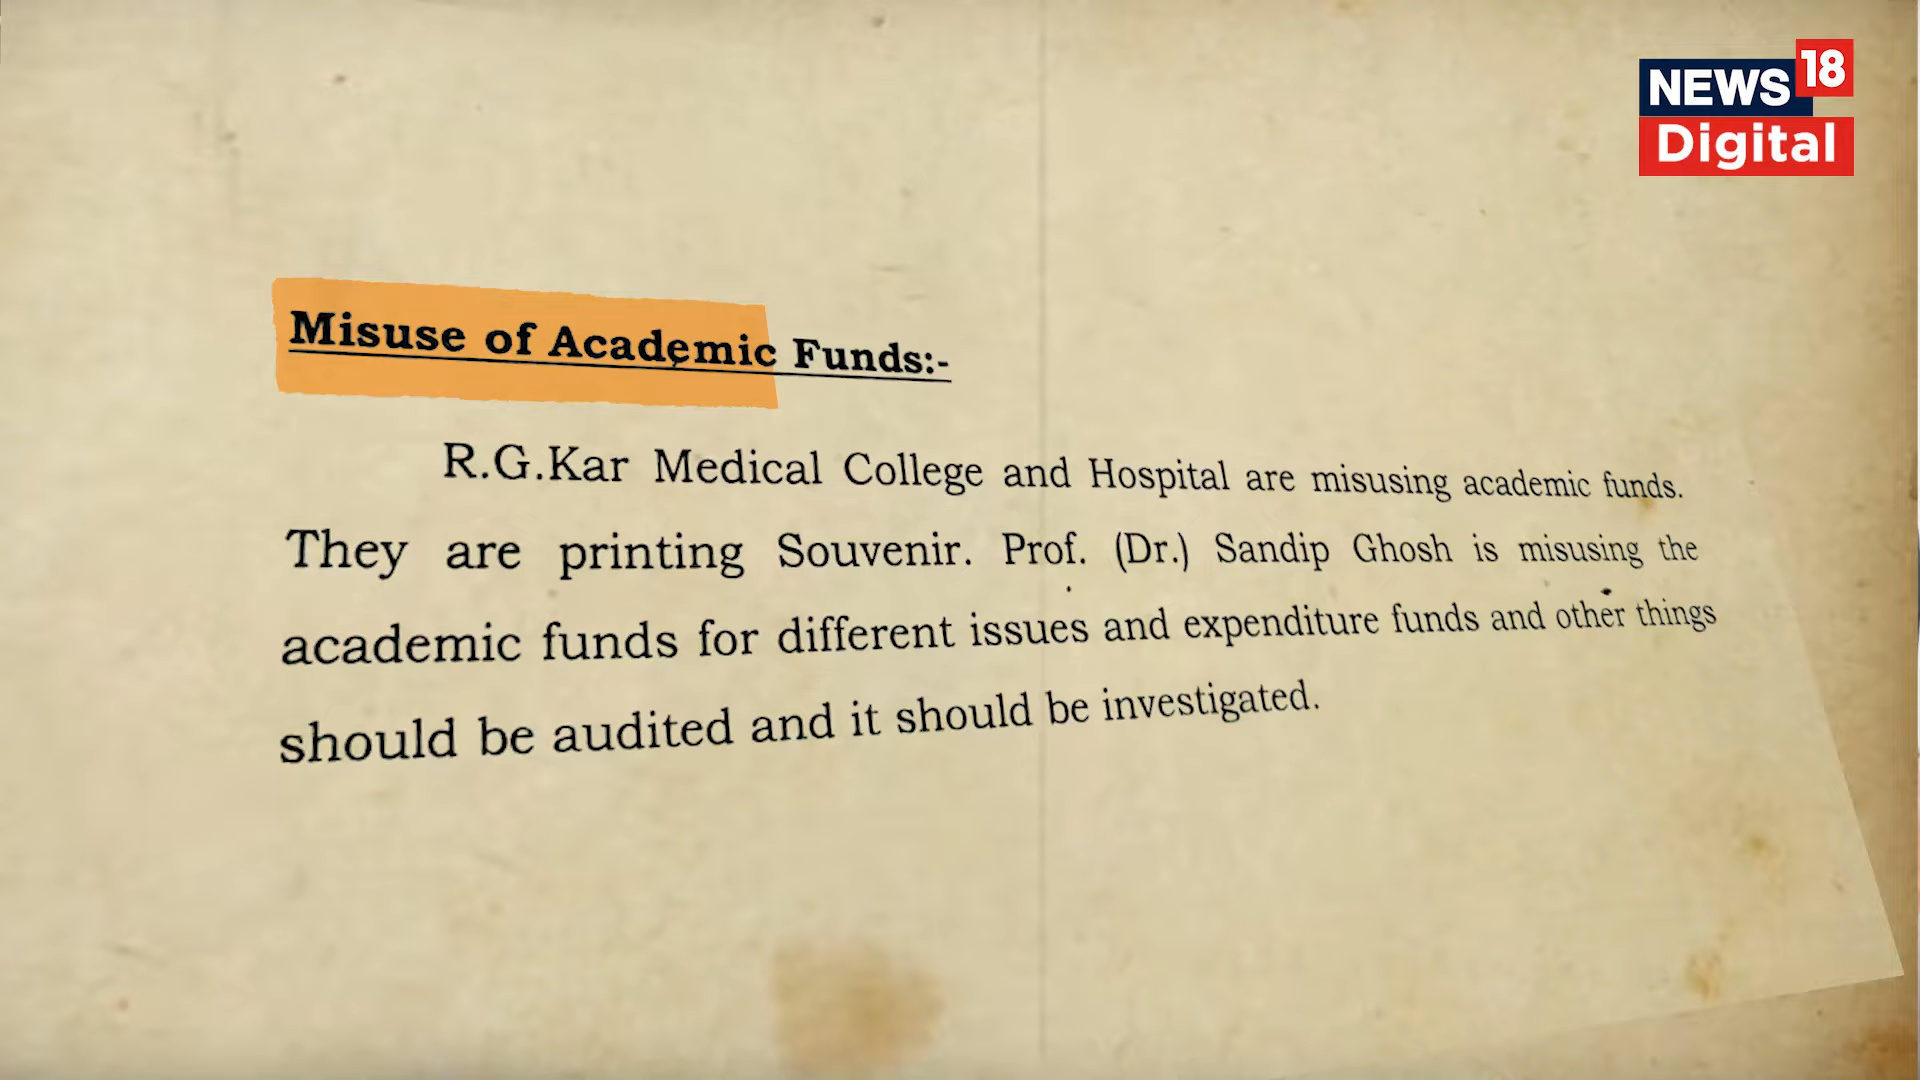 NEWS 18
Digital
Misuse of Academic Funds:-
R.G.Kar Medical College and Hospital are misusing academic funds.
They are printing Souvenir. Prof. (Dr.) Sandip Ghosh is misusing the
academic funds for different issues and expenditure funds and other things
should be audited and it should be investigated.